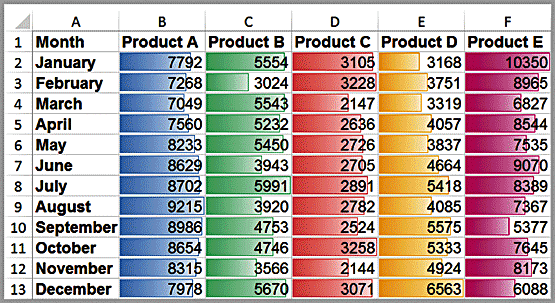 A B C D E F
1 Month Product A Product B Product C Product D Product E
2 January 7792 5554 3105 3168 10350
3 February 7268 3024 3228 3751 8965
4 March 7049 5543 2147 3319 6827
5 April 7560 5232 2636 4057 8544
6 May 8233 5450 2726 3837 7535
7 June 8629 3943 2705 4664 9070
8 July 8702 5991 2891 5418 8389
9 August 9215 3920 2782 4085 7367
10 September 8986 4753 2524 5575 5377
11 October 8654 4746 3258 5333 7645
12 November 8315 3566 2144 4924 8173
13 December 7978 5670 3071 6563 6088